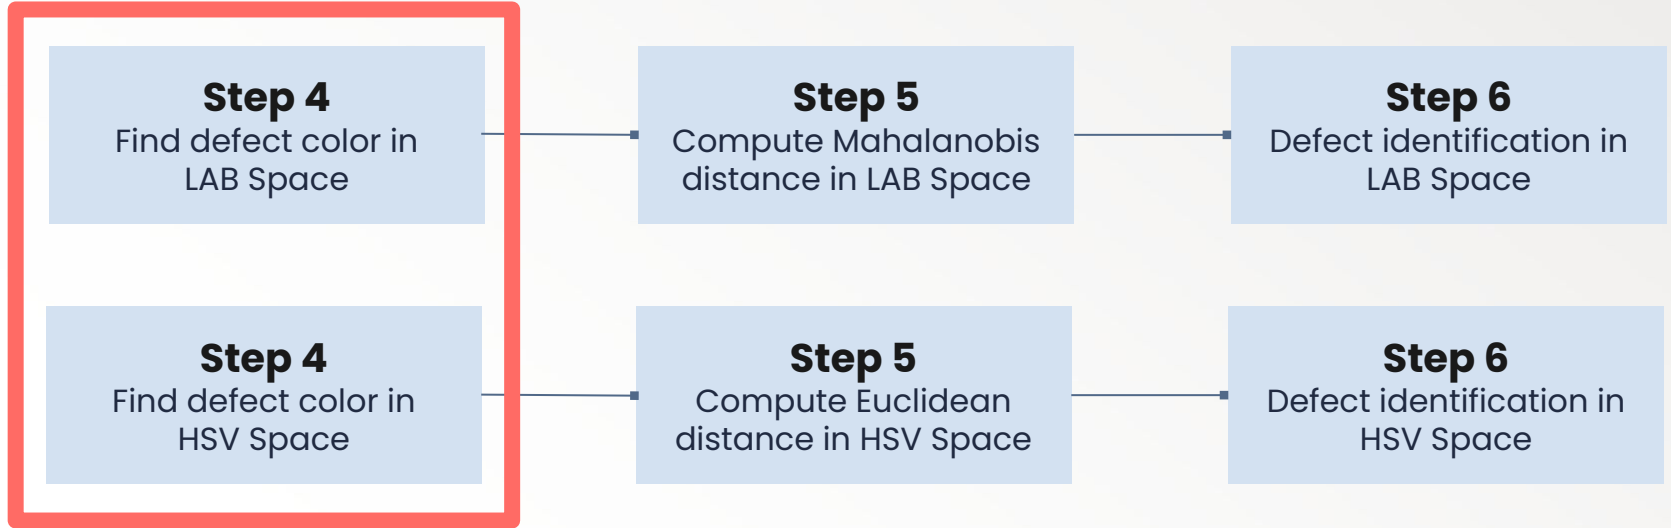 Step 4
Find defect color in
LAB Space
Step 5
Compute Mahalanobis
distance in LAB Space
Step 6
Defect identification in
LAB Space
Step 4
Find defect color in
HSV Space
Step 5
Compute Euclidean
distance in HSV Space
Step 6
Defect identification in
HSV Space